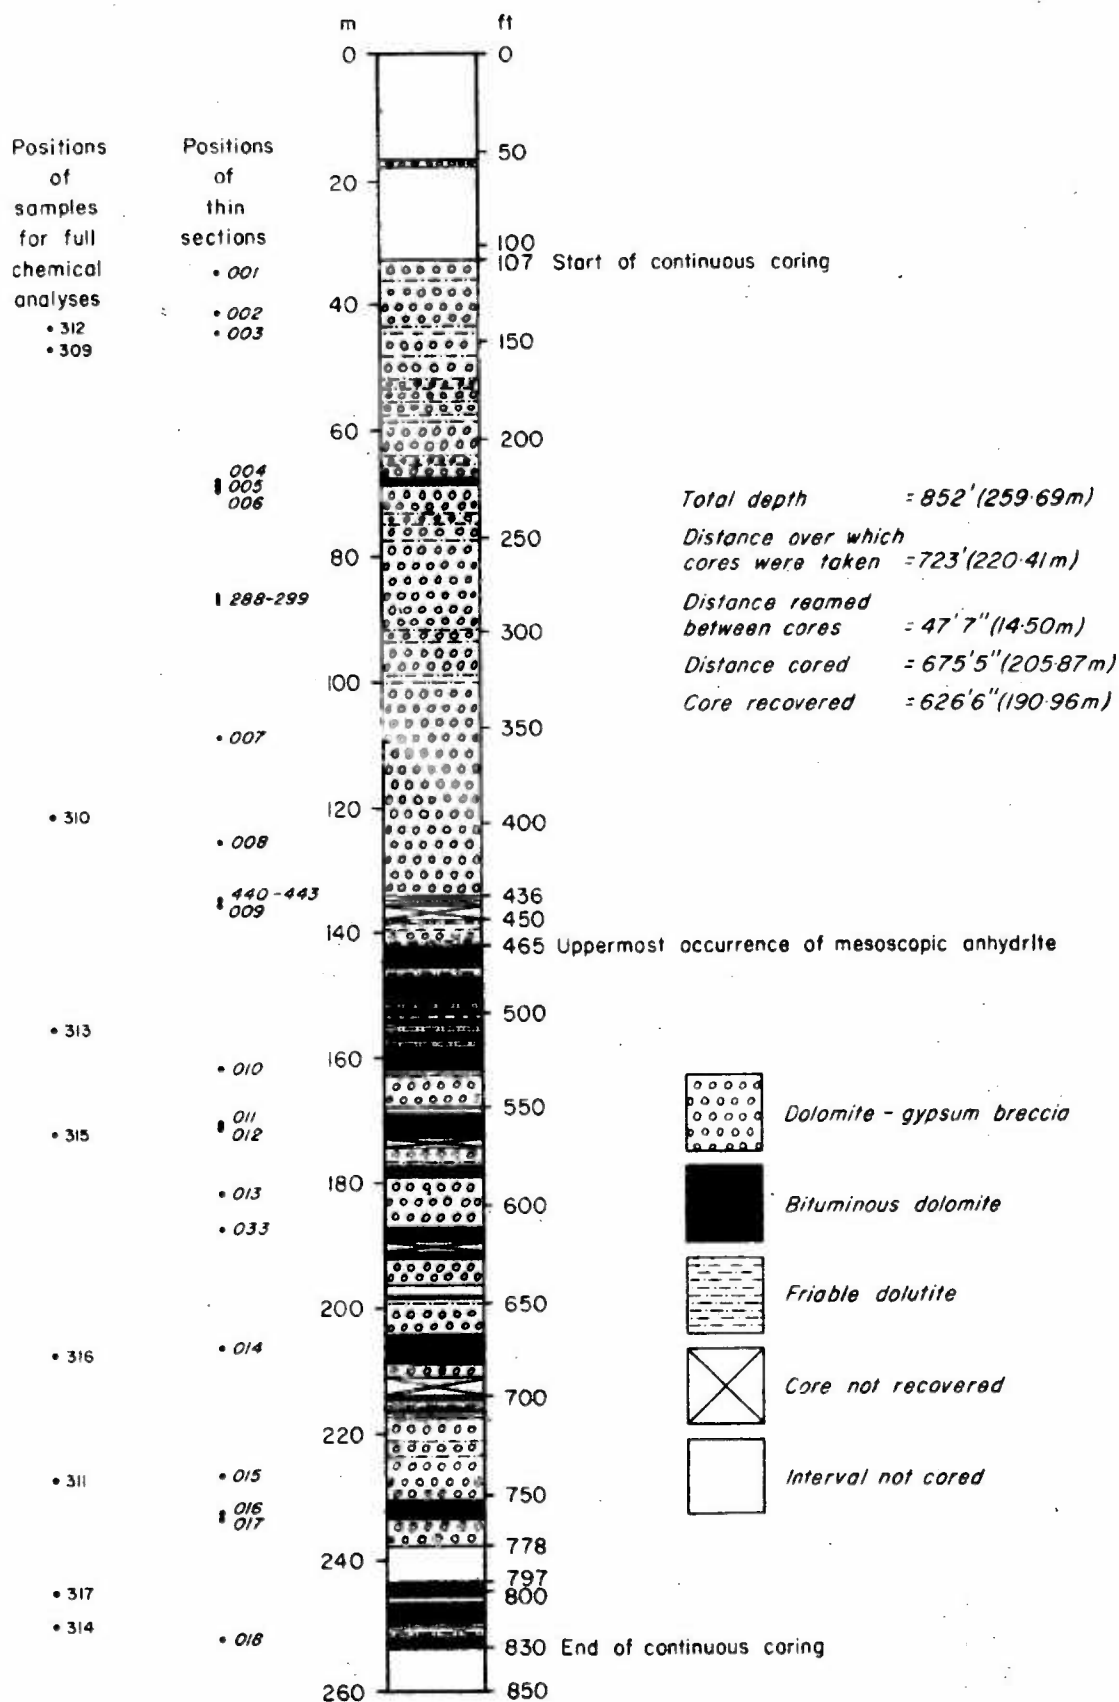 m
ft
0
0
Positions
of
samples
for full
chemical
analyses
Positions
of
thin
sections
50
20
100
107 Start of continuous coring
001
40
002
312
003
309
150
60
200
004
005
006
250
80
288-299
300
100
350
007
120
310
400
008
440-443
009
436
450
140
465 Uppermost occurrence of mesoscopic anhydrite
500
313
160
010
550
011
012
315
180
013
600
033
200
650
014
316
700
220
015
311
750
016
017
778
240
797
800
317
314
018
830 End of continuous coring
260
850
Total depth = 852'(259·69m)
Distance over which
cores were taken = 723'(220·41m)
Distance reamed
between cores = 47'7"(14·50m)
Distance cored = 675'5"(205·87m)
Core recovered = 626'6"(190·96m)
Dolomite - gypsum breccia
Bituminous dolomite
Friable dolutite
Core not recovered
Interval not cored